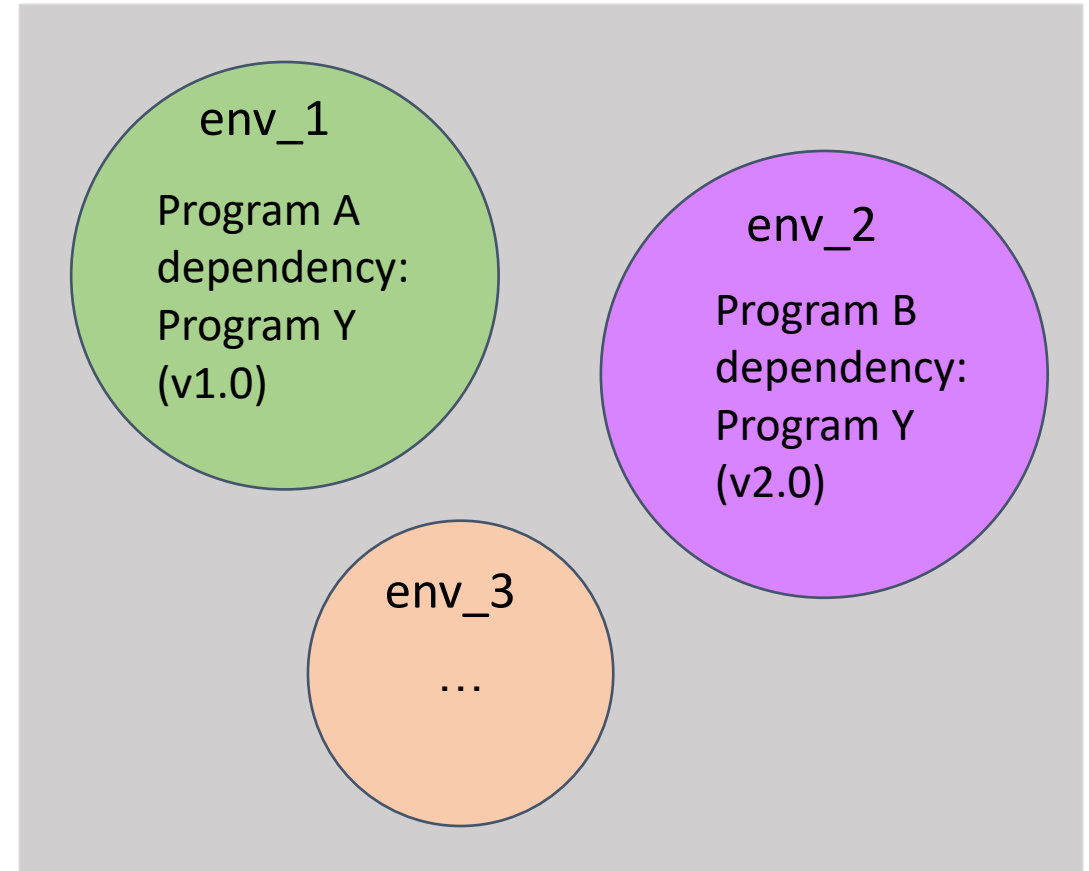 env_1
Program A
dependency:
Program Y
(v1.0)
env_2
Program B
dependency:
Program Y
(v2.0)
env_3
...